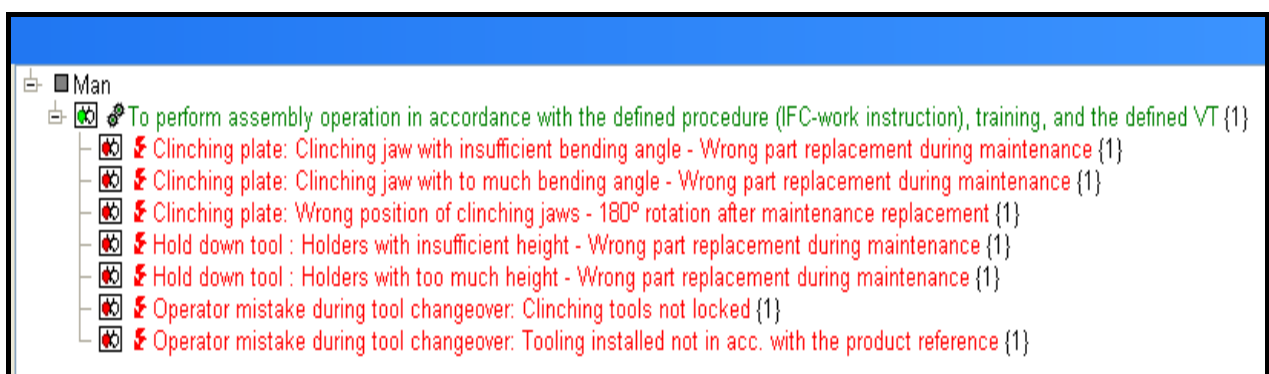 Man
To perform assembly operation in accordance with the defined procedure (IFC-work instruction), training, and the defined VT {1}
Clinching plate: Clinching jaw with insufficient bending angle - Wrong part replacement during maintenance {1}
Clinching plate: Clinching jaw with to much bending angle - Wrong part replacement during maintenance {1}
Clinching plate: Wrong position of clinching jaws - 180º rotation after maintenance replacement {1}
Hold down tool : Holders with insufficient height - Wrong part replacement during maintenance {1}
Hold down tool : Holders with too much height - Wrong part replacement during maintenance {1}
Operator mistake during tool changeover: Clinching tools not locked {1}
Operator mistake during tool changeover: Tooling installed not in acc. with the product reference {1}